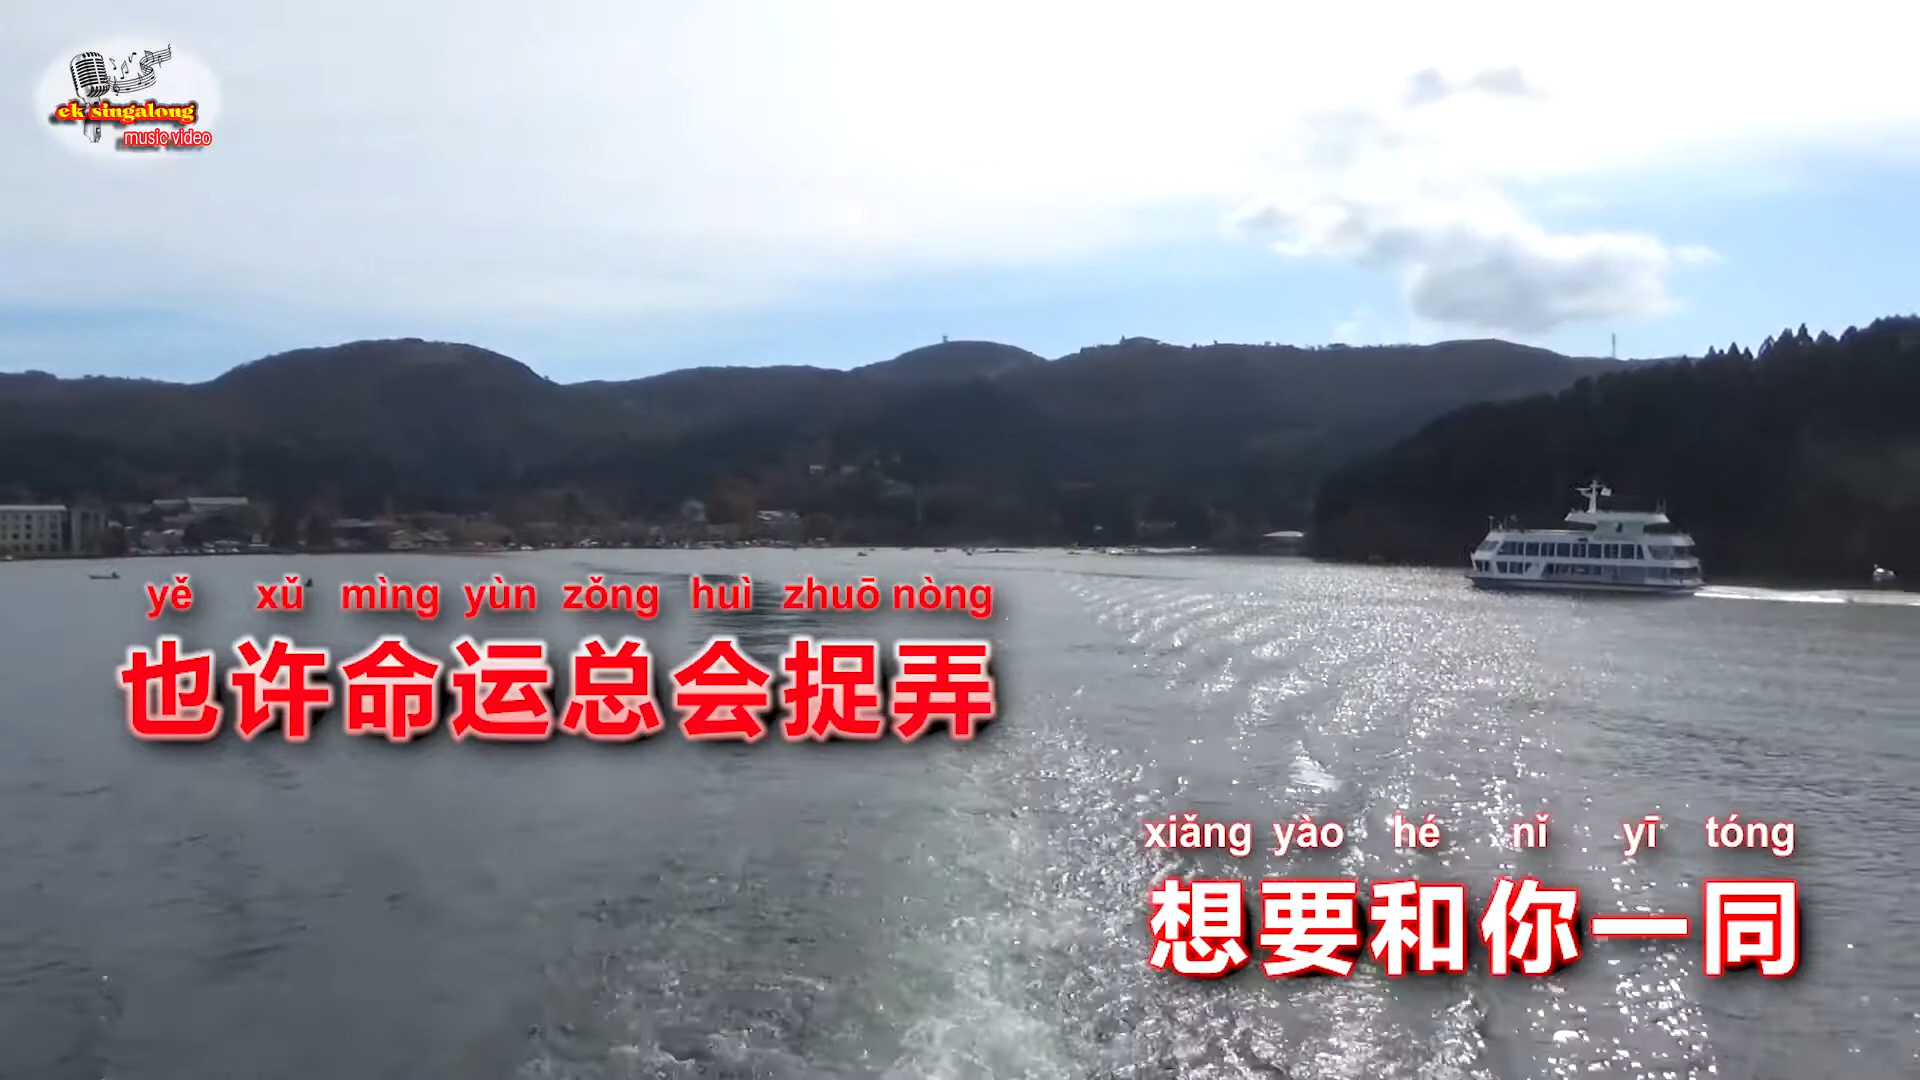 ek singalong
music video
yě xǔ mìng yùn zǒng huì zhuō nòng
也许命运总会捉弄
xiǎng yào hé nǐ yī tóng
想要和你一同